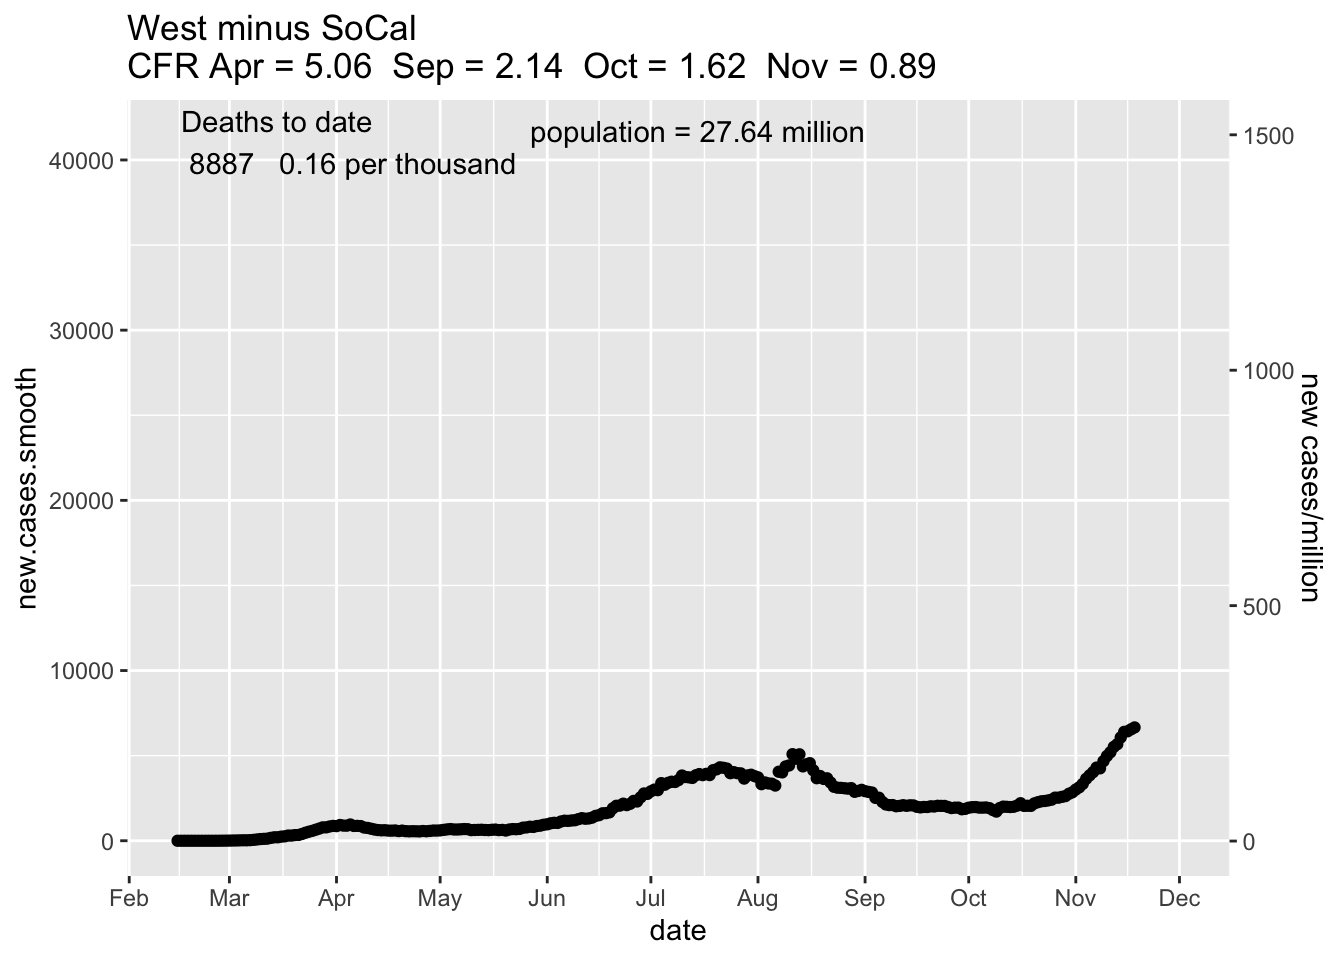 West minus SoCal
CFR Apr = 5.06  Sep = 2.14  Oct = 1.62  Nov = 0.89
Deaths to date
8887   0.16 per thousand
population = 27.64 million
new.cases.smooth
40000
30000
20000
10000
0
1500
1000
500
0
new cases/million
Feb Mar Apr May Jun Jul Aug Sep Oct Nov Dec
date